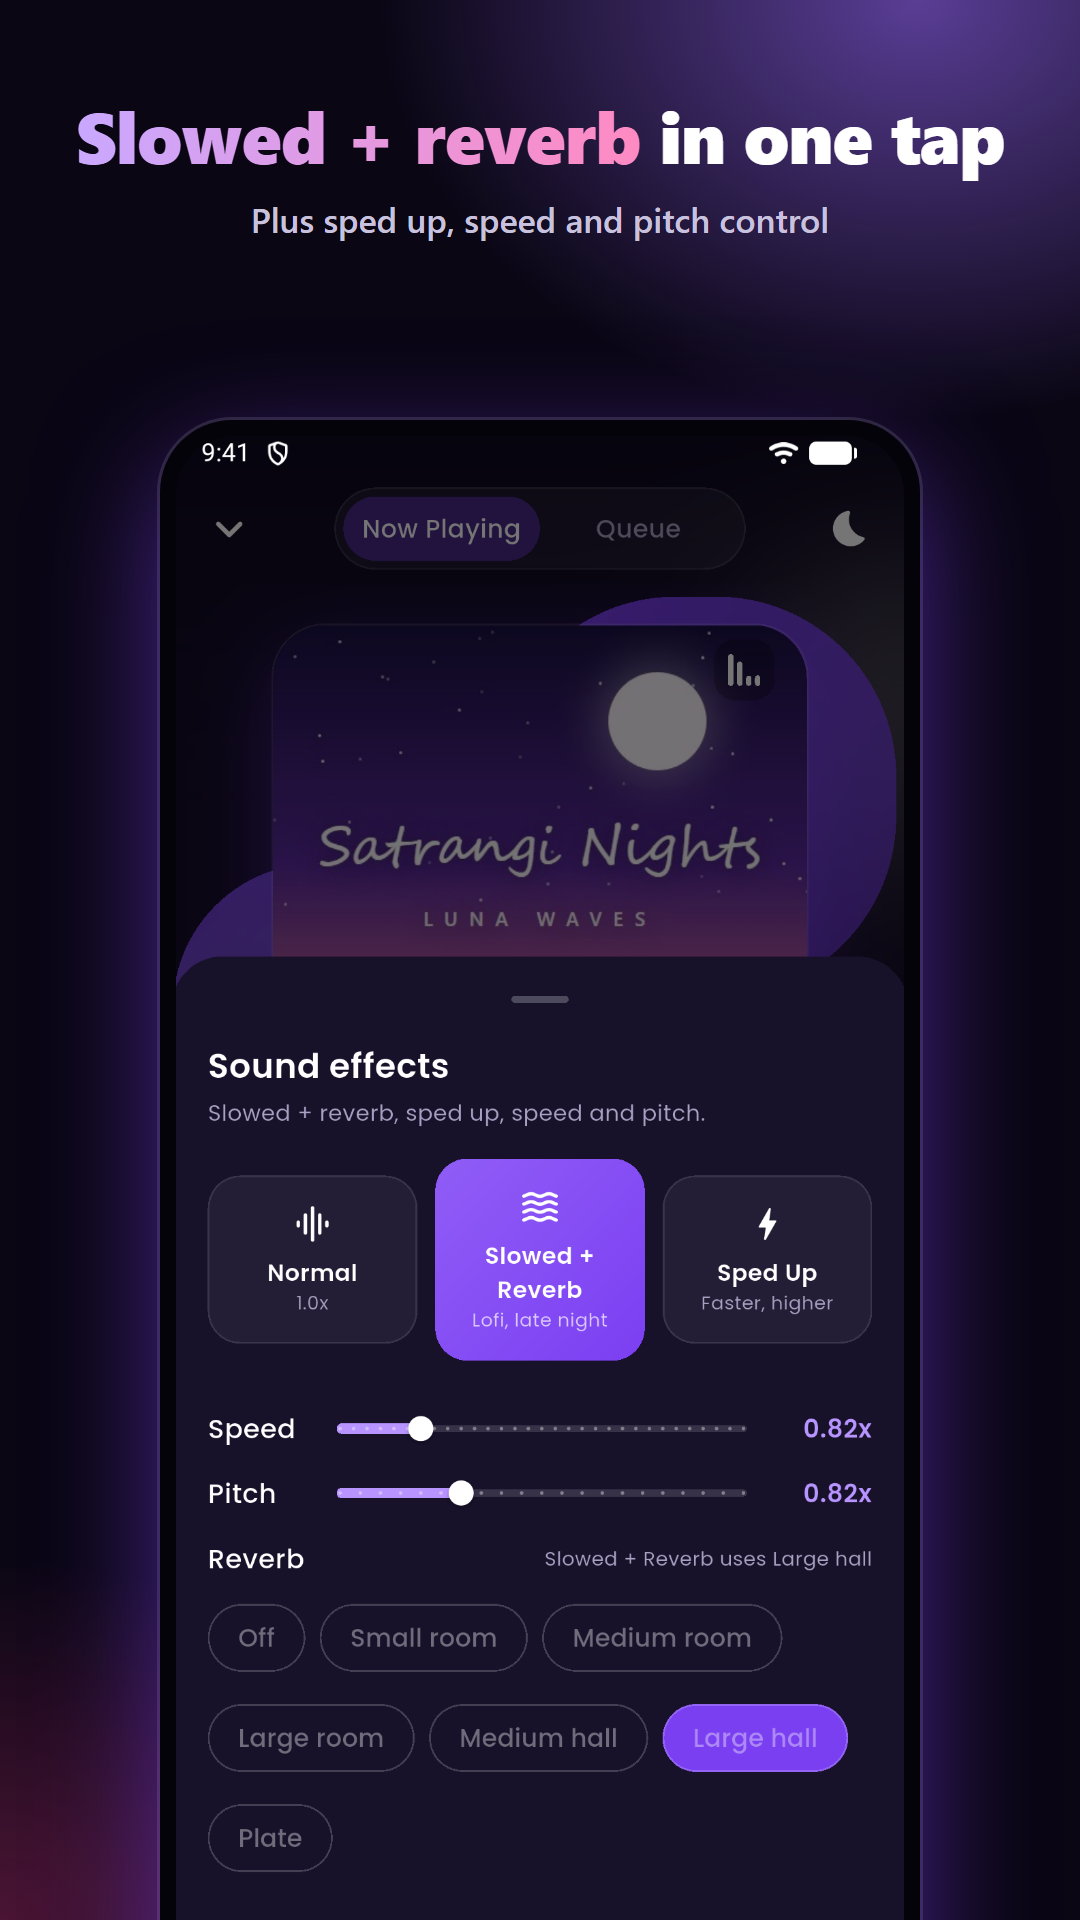 Slowed + reverb in one tap
Plus sped up, speed and pitch control
9:41
Now Playing
Queue
Satrangi Nights
LUNA WAVES
Sound effects
Slowed + reverb, sped up, speed and pitch.
Normal
1.0x
Slowed +
Reverb
Lofi, late night
Sped Up
Faster, higher
Speed
0.82x
Pitch
0.82x
Reverb
Slowed + Reverb uses Large hall
Off
Small room
Medium room
Large room
Medium hall
Large hall
Plate